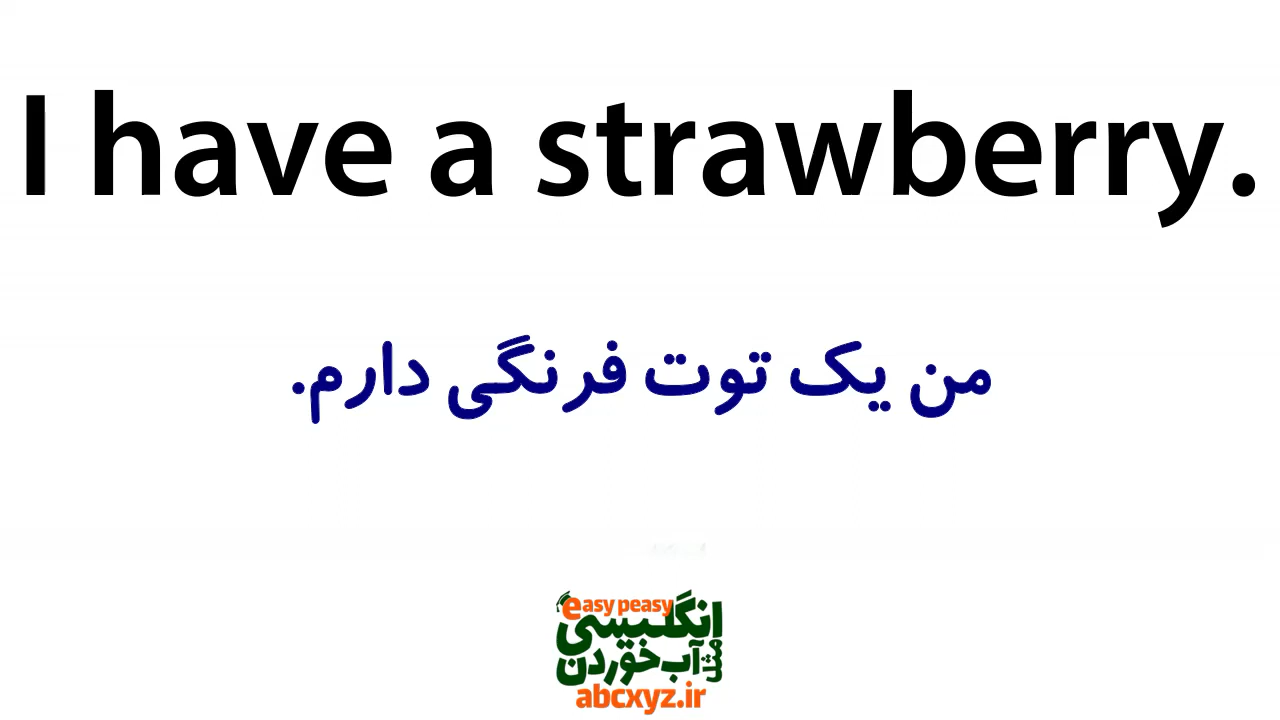 I have a strawberry.
من یک توت فرنگی دارم.
easy peasy
انگلیسی
مثل آب خوردن
abcxyz.ir